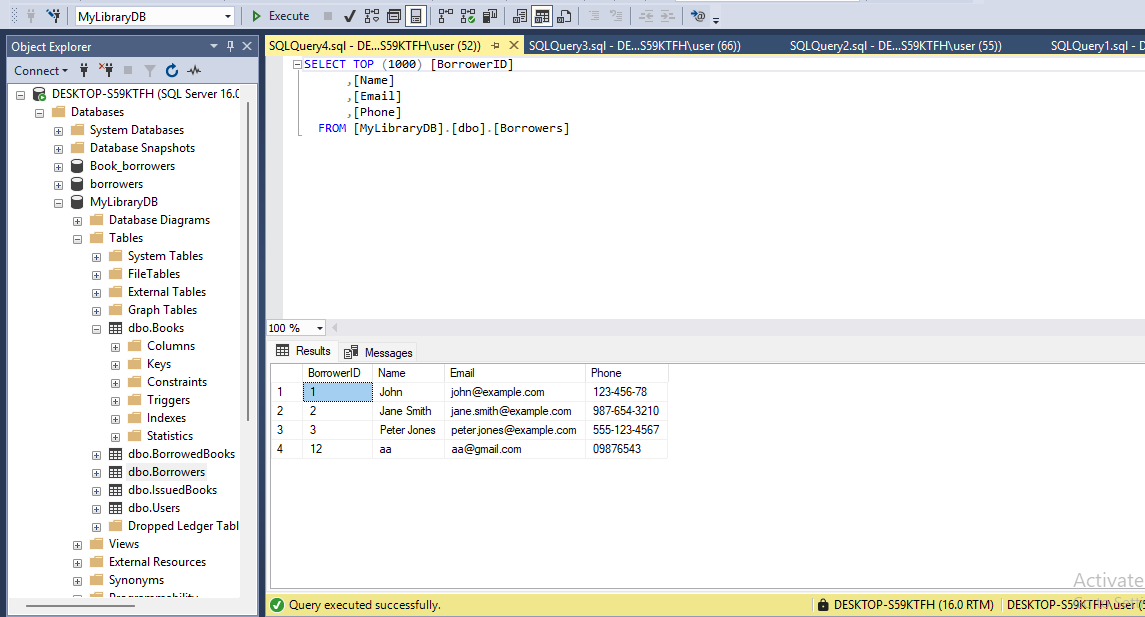 MyLibraryDB
Execute
Object Explorer
Connect
DESKTOP-S59KTFH (SQL Server 16.0
Databases
System Databases
Database Snapshots
Book_borrowers
borrowers
MyLibraryDB
Database Diagrams
Tables
System Tables
FileTables
External Tables
Graph Tables
dbo.Books
Columns
Keys
Constraints
Triggers
Indexes
Statistics
dbo.BorrowedBooks
dbo.Borrowers
dbo.IssuedBooks
dbo.Users
Dropped Ledger Tabl
Views
External Resources
Synonyms
SQLQuery4.sql - DE...S59KTFH\user (52))
SQLQuery3.sql - DE...S59KTFH\user (66))
SQLQuery2.sql - DE...S59KTFH\user (55))
SQLQuery1.sql - D
SELECT TOP (1000) [BorrowerID]
,[Name]
,[Email]
,[Phone]
FROM [MyLibraryDB].[dbo].[Borrowers]
100 %
Results Messages
BorrowerID Name Email Phone
1 1 John john@example.com 123-456-78
2 2 Jane Smith jane.smith@example.com 987-654-3210
3 3 Peter Jones peter.jones@example.com 555-123-4567
4 12 aa aa@gmail.com 09876543
Activate
Query executed successfully.
DESKTOP-S59KTFH (16.0 RTM)
DESKTOP-S59KTFH\user (5